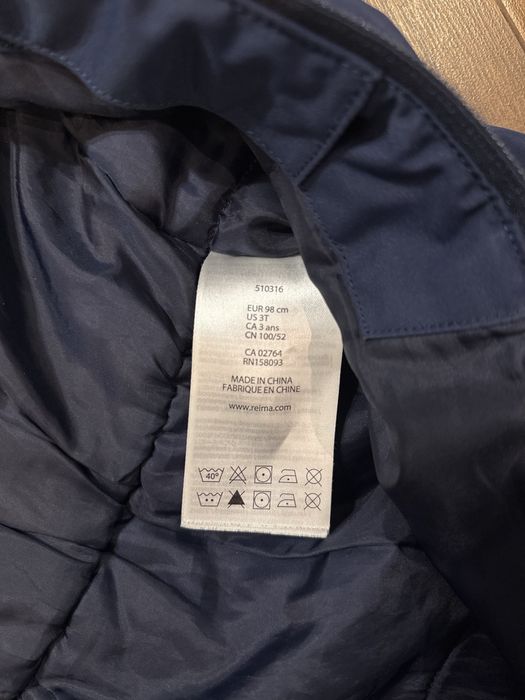 510316
EUR 98 cm
US 3T
CA 3 ans
CN 100/52
CA 02764
RN158093
MADE IN CHINA
FABRIQUE EN CHINE
www.reima.com
40°